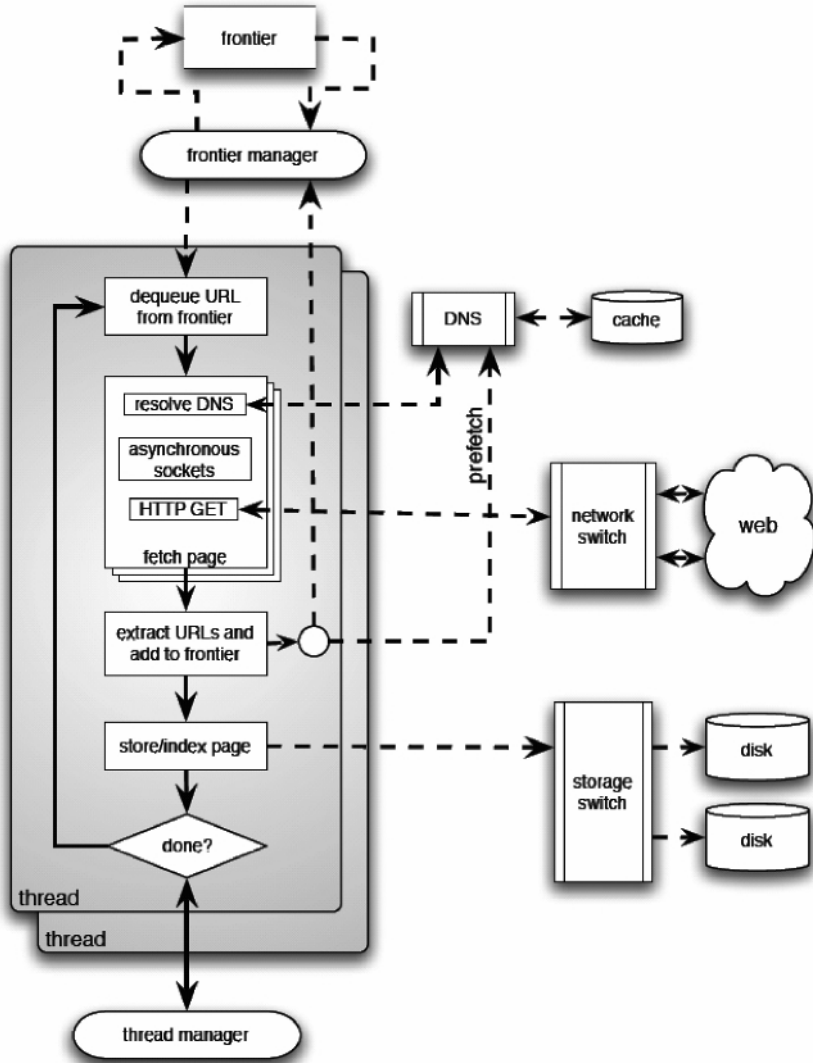 frontier
frontier manager
dequeue URL
from frontier
DNS
cache
resolve DNS
asynchronous
sockets
HTTP GET
fetch page
prefetch
network
switch
web
extract URLs and
add to frontier
store/index page
storage
switch
disk
disk
done?
thread
thread
thread manager